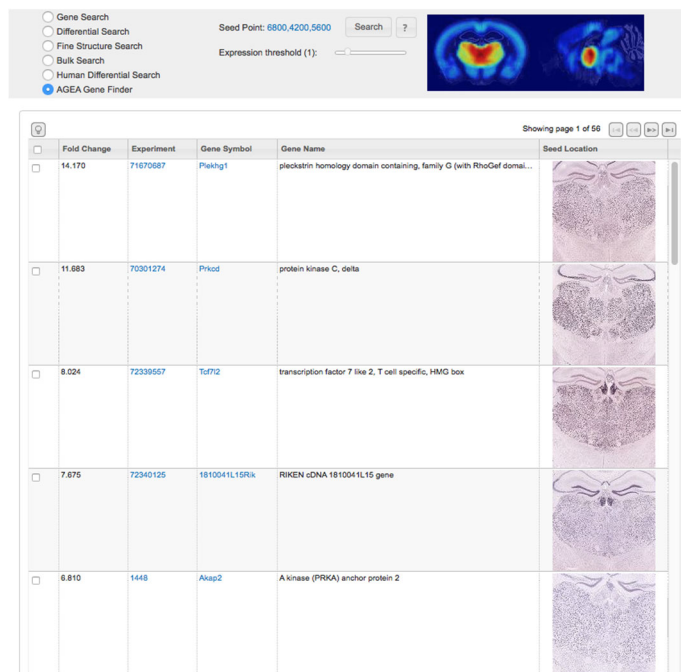 Gene Search
Differential Search
Fine Structure Search
Bulk Search
Human Differential Search
AGEA Gene Finder
Seed Point: 6800,4200,5600 Search ?
Expression threshold (1):
Showing page 1 of 56
Fold Change Experiment Gene Symbol Gene Name Seed Location
14.170 71670687 Plekhg1 pleckstrin homology domain containing, family G (with RhoGef domai...
11.683 70301274 Prkcd protein kinase C, delta
8.024 72339557 Tcf7l2 transcription factor 7 like 2, T cell specific, HMG box
7.675 72340125 1810041L15Rik RIKEN cDNA 1810041L15 gene
6.810 1448 Akap2 A kinase (PRKA) anchor protein 2